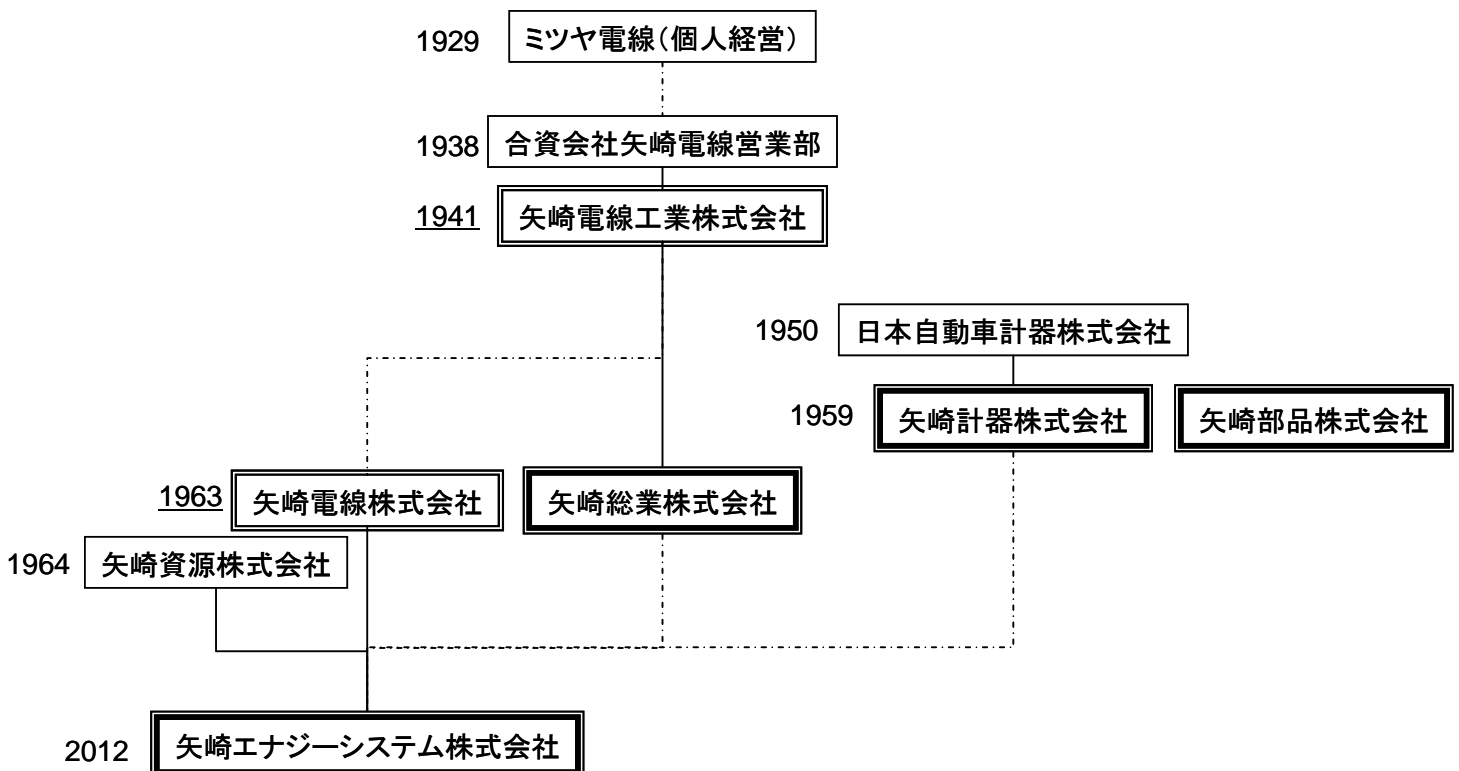 1929 ミツヤ電線(個人経営)
1938 合資会社矢崎電線営業部
1941 矢崎電線工業株式会社
1950 日本自動車計器株式会社
1959 矢崎計器株式会社 矢崎部品株式会社
1963 矢崎電線株式会社 矢崎総業株式会社
1964 矢崎資源株式会社
2012 矢崎エナジーシステム株式会社